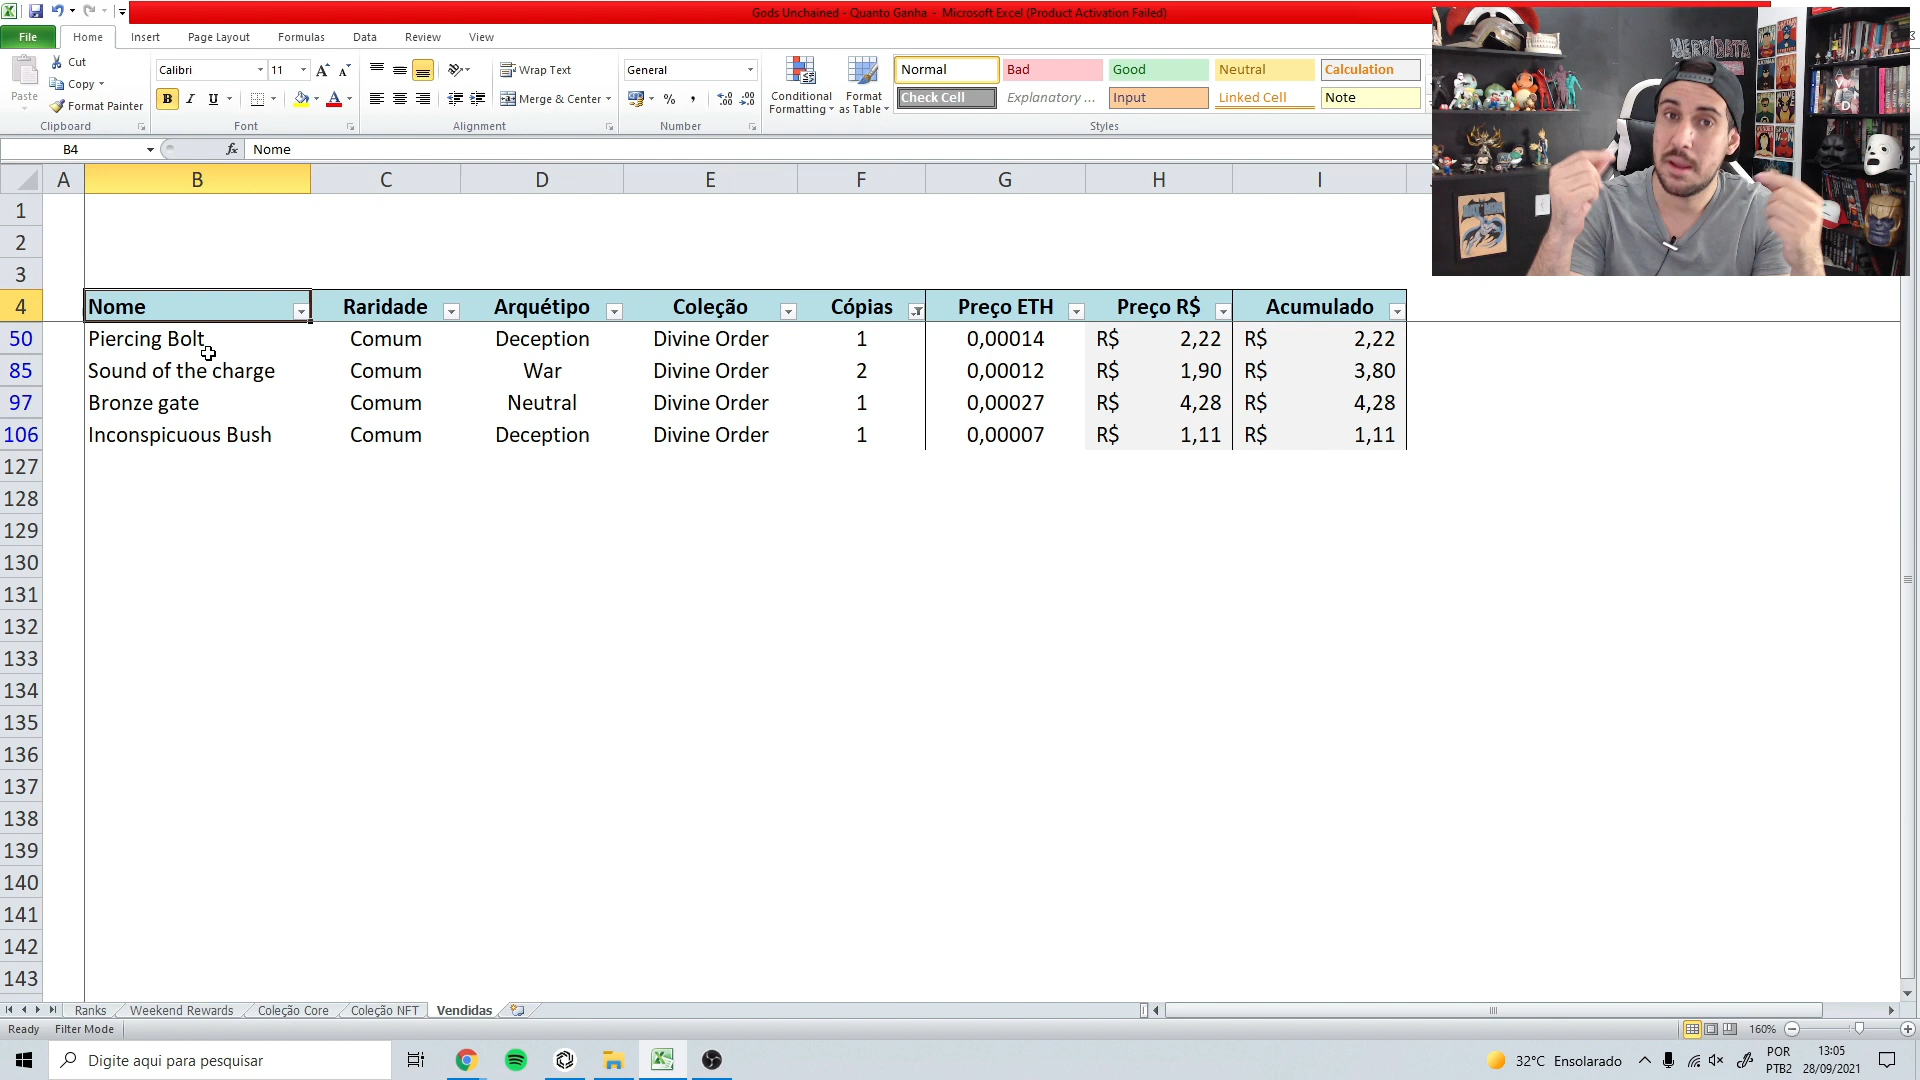 Gods Unchained - Quanto Ganha - Microsoft Excel (Product Activation Failed)
File Home Insert Page Layout Formulas Data Review View
Paste Cut Copy Format Painter Clipboard
Calibri 11 A A B I U A Font
Wrap Text Merge & Center Alignment
General % , Number
Conditional Formatting Format as Table
Normal Bad Good Neutral Calculation
Check Cell Explanatory ... Input Linked Cell Note
Styles
B4 fx Nome
A B C D E F G H I
1
2
3
4 Nome Raridade Arquétipo Coleção Cópias Preço ETH Preço R$ Acumulado
50 Piercing Bolt Comum Deception Divine Order 1 0,00014 R$ 2,22 R$ 2,22
85 Sound of the charge Comum War Divine Order 2 0,00012 R$ 1,90 R$ 3,80
97 Bronze gate Comum Neutral Divine Order 1 0,00027 R$ 4,28 R$ 4,28
106 Inconspicuous Bush Comum Deception Divine Order 1 0,00007 R$ 1,11 R$ 1,11
127
128
129
130
131
132
133
134
135
136
137
138
139
140
141
142
143
Ranks Weekend Rewards Coleção Core Coleção NFT Vendidas
Ready Filter Mode 160%
Digite aqui para pesquisar 32°C Ensolarado POR PTB2 13:05 28/09/2021